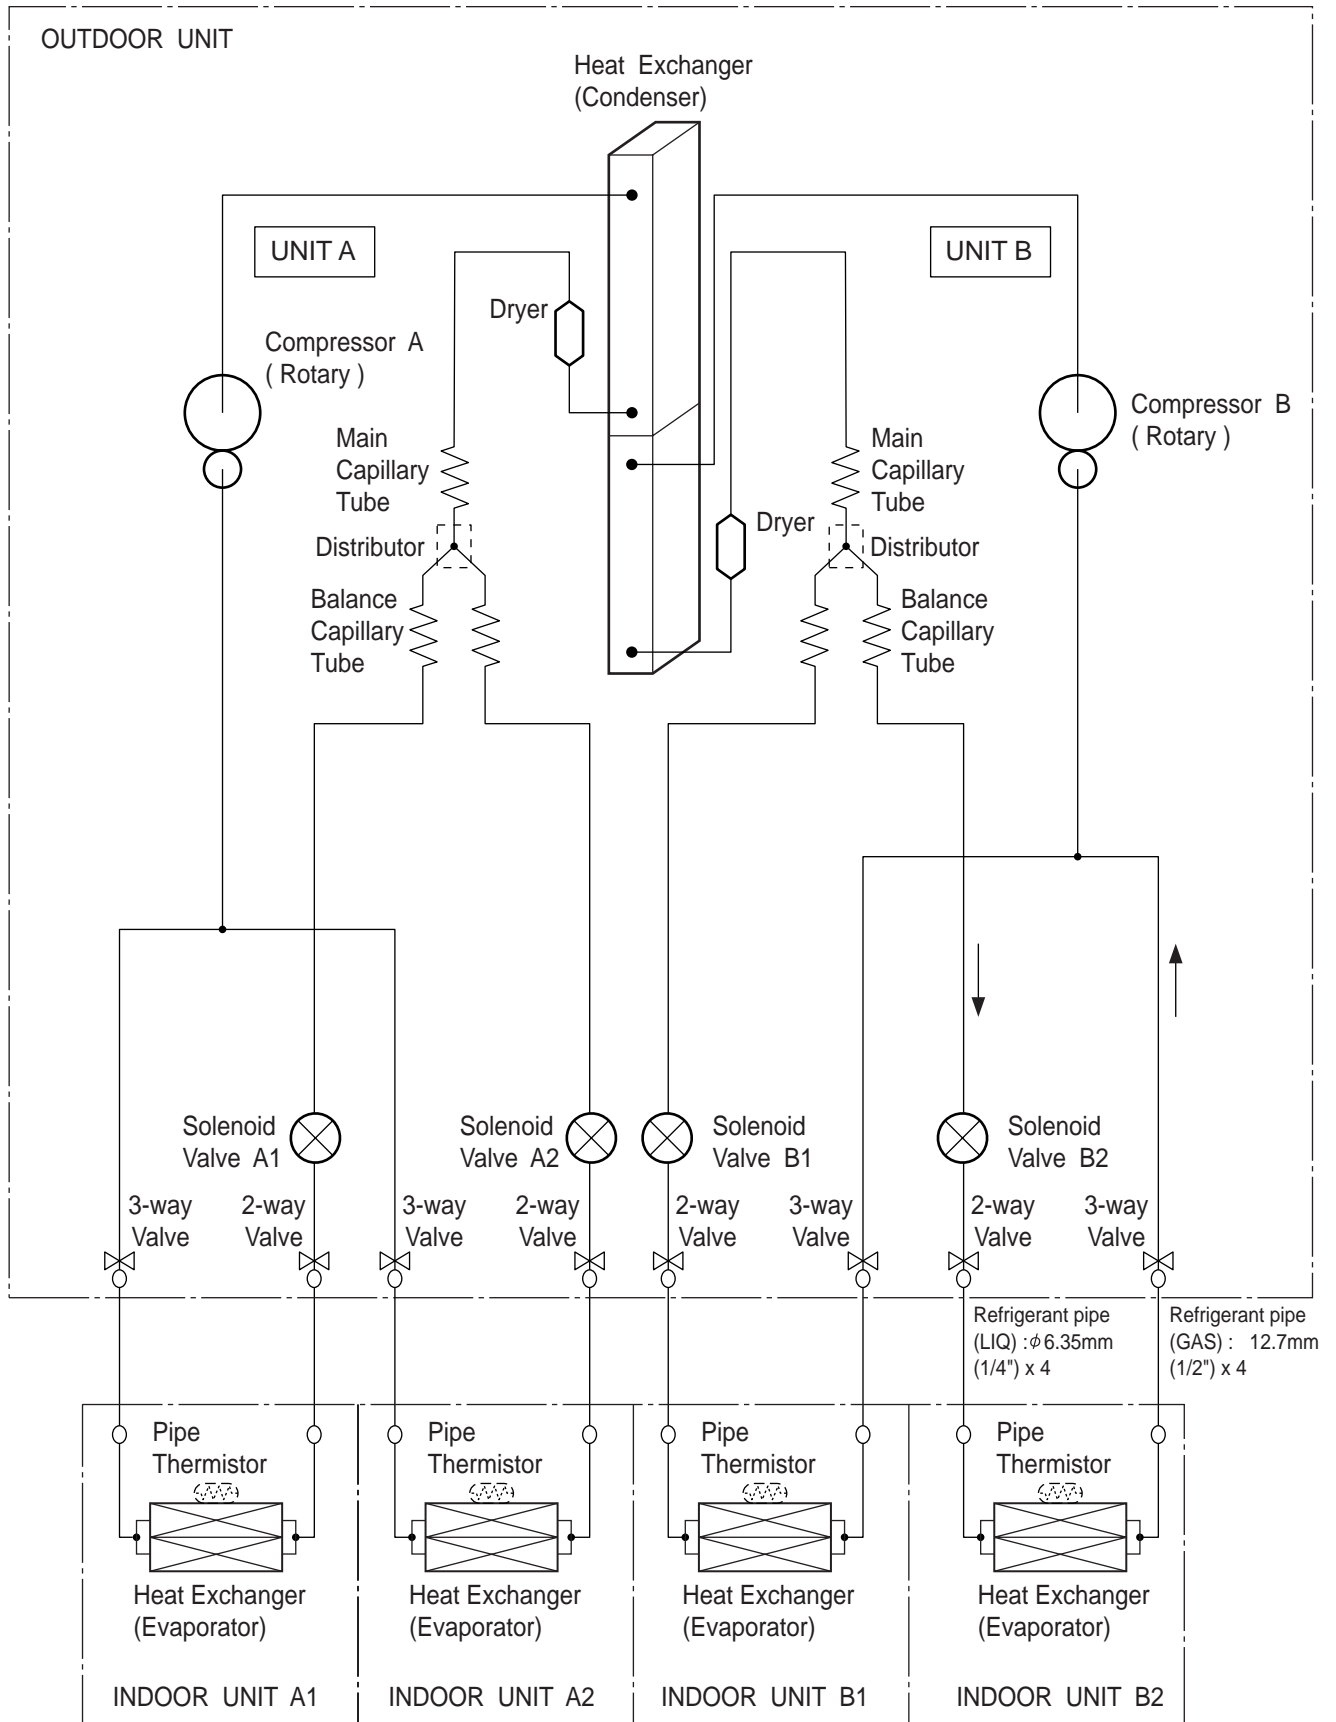 OUTDOOR UNIT
Heat Exchanger
(Condenser)
UNIT A
UNIT B
Dryer
Compressor A
( Rotary )
Compressor B
( Rotary )
Main
Capillary
Tube
Main
Capillary
Tube
Dryer
Distributor
Distributor
Balance
Capillary
Tube
Balance
Capillary
Tube
Solenoid
Valve A1
Solenoid
Valve A2
Solenoid
Valve B1
Solenoid
Valve B2
3-way
Valve
2-way
Valve
3-way
Valve
2-way
Valve
2-way
Valve
3-way
Valve
2-way
Valve
3-way
Valve
Refrigerant pipe
(LIQ) : ϕ 6.35mm
(1/4") x 4
Refrigerant pipe
(GAS) : 12.7mm
(1/2") x 4
Pipe
Thermistor
Pipe
Thermistor
Pipe
Thermistor
Pipe
Thermistor
Heat Exchanger
(Evaporator)
Heat Exchanger
(Evaporator)
Heat Exchanger
(Evaporator)
Heat Exchanger
(Evaporator)
INDOOR UNIT A1
INDOOR UNIT A2
INDOOR UNIT B1
INDOOR UNIT B2